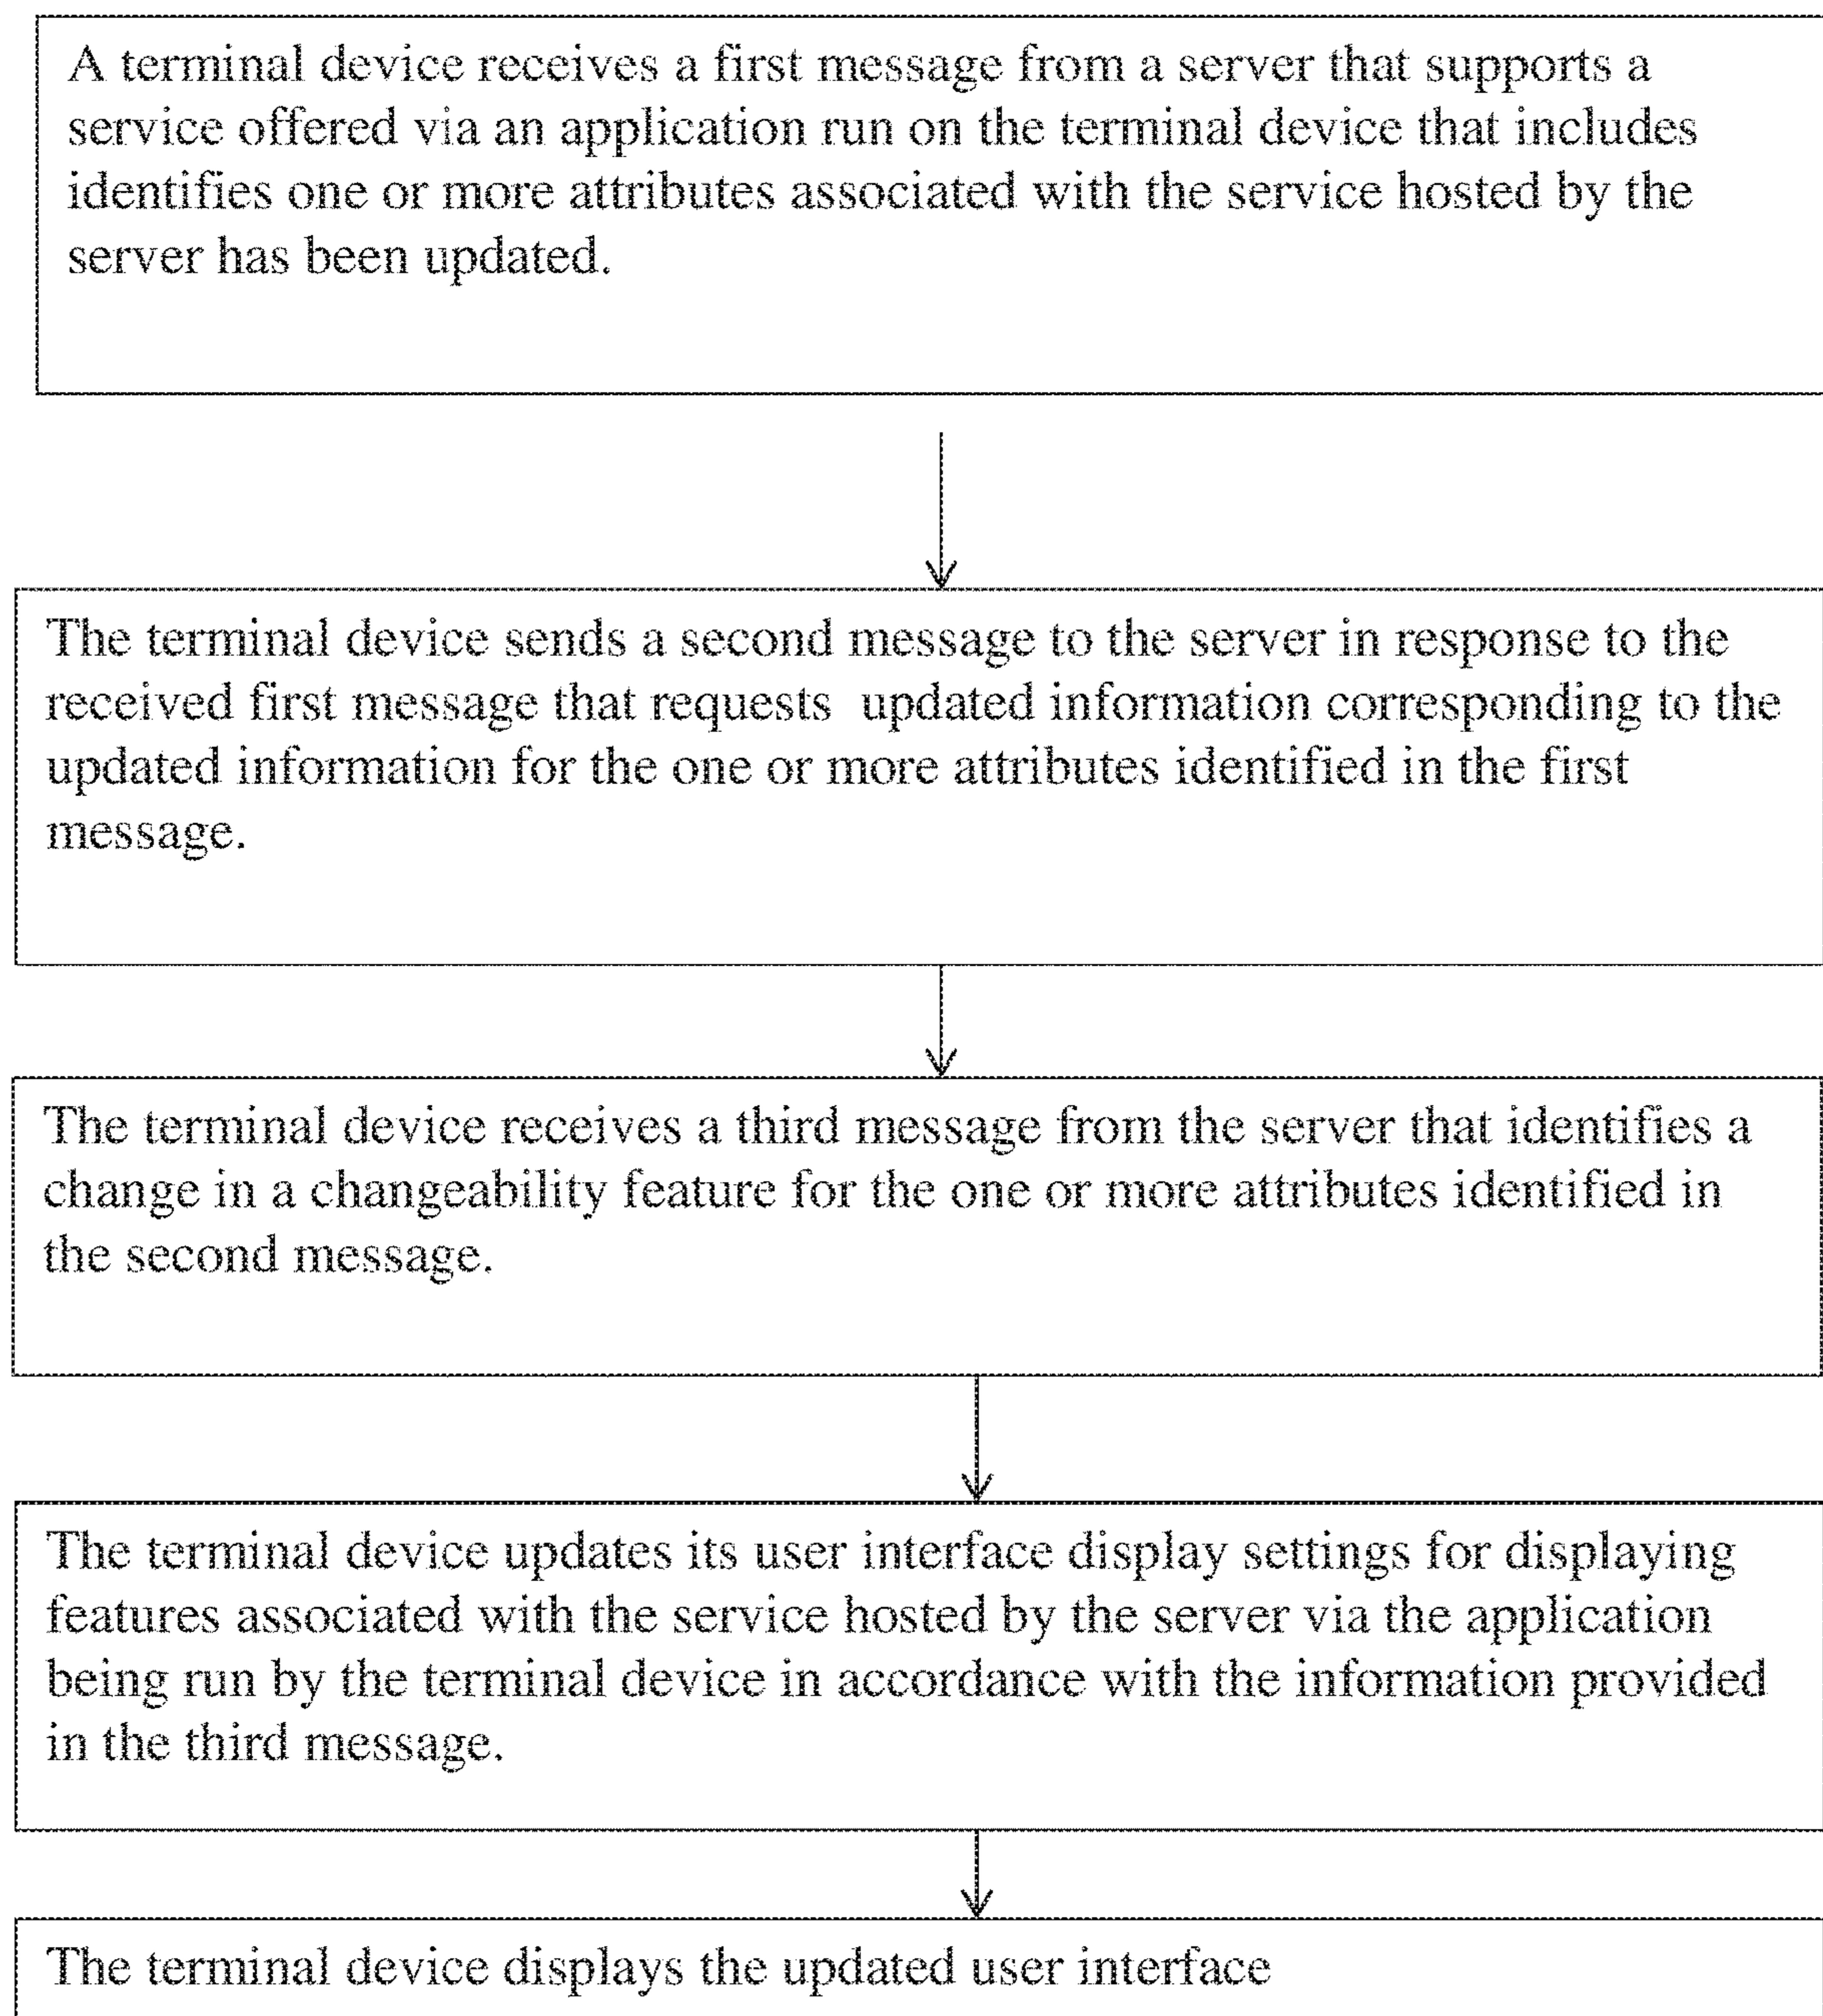 A terminal device receives a first message from a server that supports a
service offered via an application run on the terminal device that includes
identifies one or more attributes associated with the service hosted by the
server has been updated.
The terminal device sends a second message to the server in response to the
received first message that requests  updated information corresponding to the
updated information for the one or more attributes identified in the first
message.
The terminal device receives a third message from the server that identifies a
change in a changeability feature for the one or more attributes identified in
the second message.
The terminal device updates its user interface display settings for displaying
features associated with the service hosted by the server via the application
being run by the terminal device in accordance with the information provided
in the third message.
The terminal device displays the updated user interface